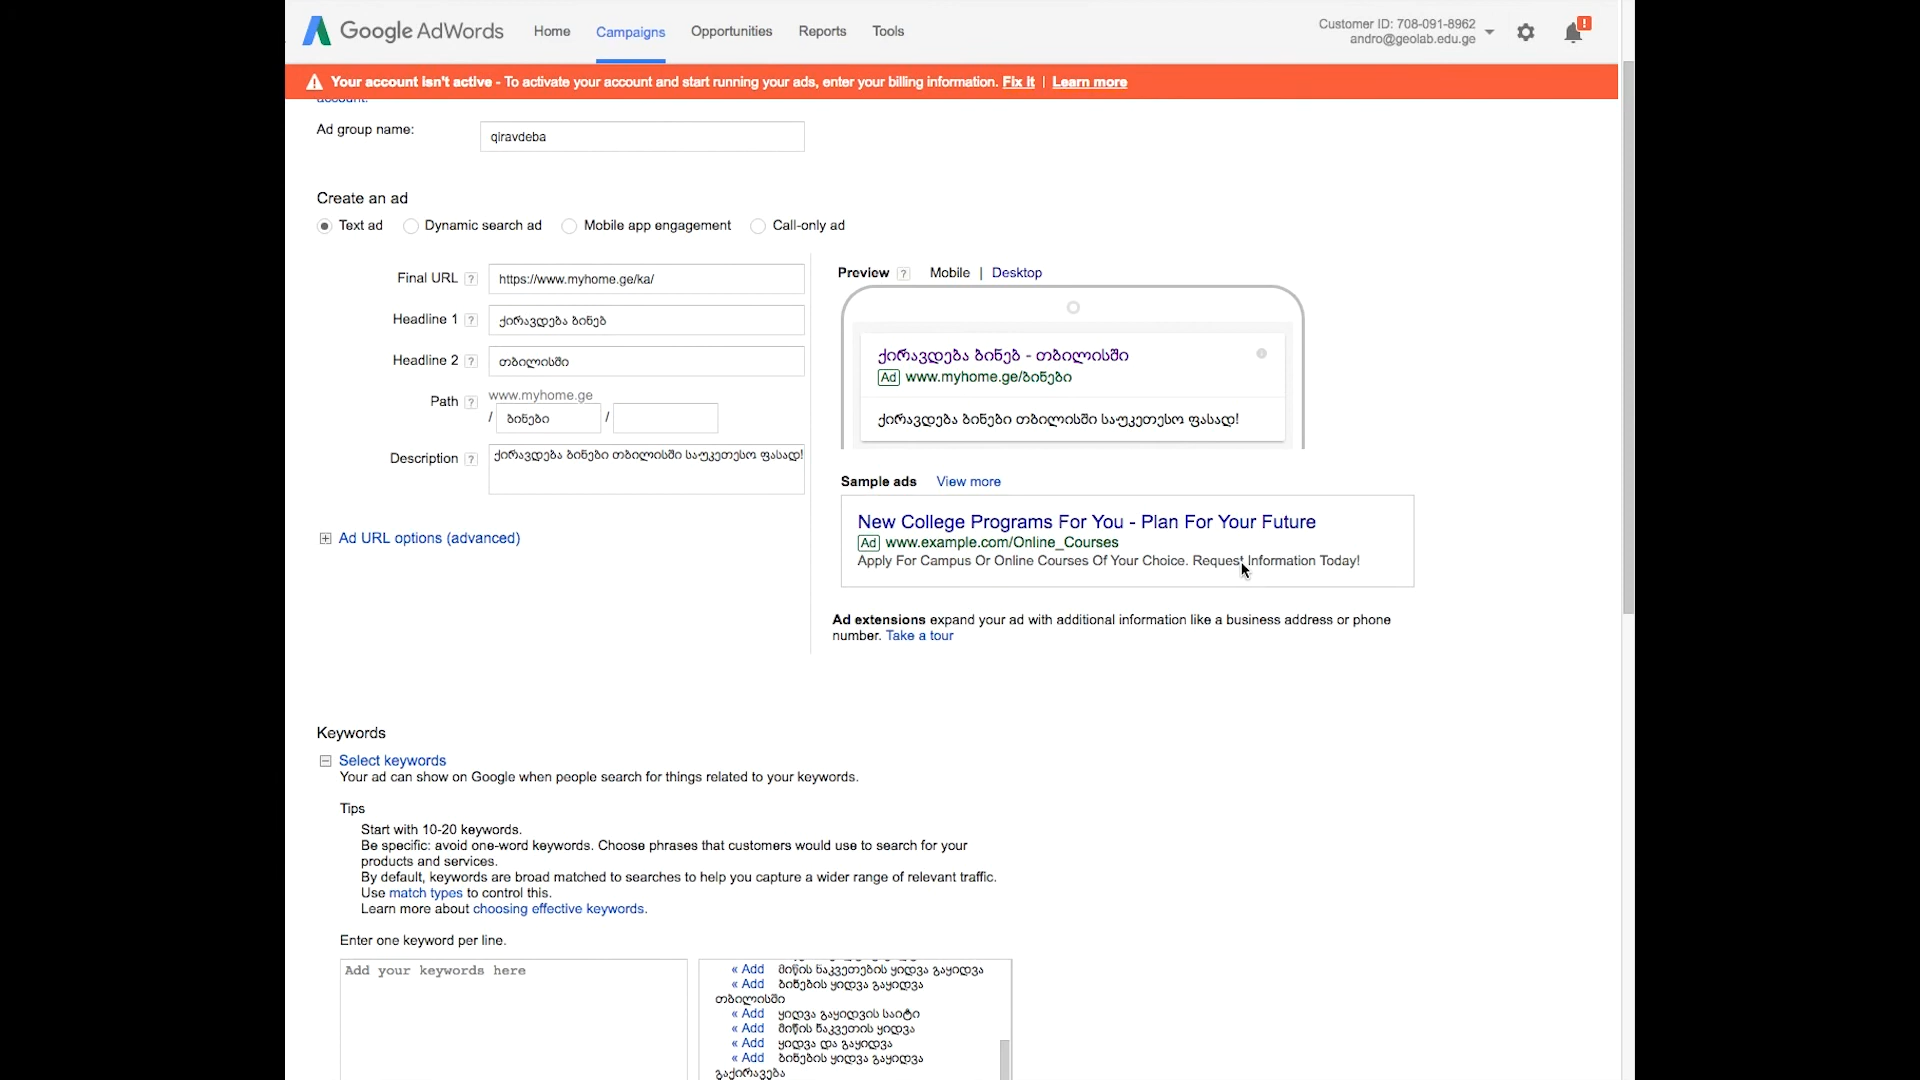 Google AdWords Home Campaigns Opportunities Reports Tools
Customer ID: 708-091-8962
andro@geolab.edu.ge
Your account isn't active - To activate your account and start running your ads, enter your billing information. Fix it | Learn more
account.
Ad group name: qiravdeba
Create an ad
Text ad Dynamic search ad Mobile app engagement Call-only ad
Final URL ? https://www.myhome.ge/ka/
Headline 1 ? ქირავდება ბინებ
Headline 2 ? თბილისში
Path ? www.myhome.ge
/ ბინები /
Description ? ქირავდება ბინები თბილისში საუკეთესო ფასად!
Ad URL options (advanced)
Preview ? Mobile | Desktop
ქირავდება ბინებ - თბილისში
Ad www.myhome.ge/ბინები
ქირავდება ბინები თბილისში საუკეთესო ფასად!
Sample ads View more
New College Programs For You - Plan For Your Future
Ad www.example.com/Online_Courses
Apply For Campus Or Online Courses Of Your Choice. Request Information Today!
Ad extensions expand your ad with additional information like a business address or phone
number. Take a tour
Keywords
Select keywords
Your ad can show on Google when people search for things related to your keywords.
Tips
Start with 10-20 keywords.
Be specific: avoid one-word keywords. Choose phrases that customers would use to search for your
products and services.
By default, keywords are broad matched to searches to help you capture a wider range of relevant traffic.
Use match types to control this.
Learn more about choosing effective keywords.
Enter one keyword per line.
Add your keywords here
« Add მიწის ნაკვეთების ყიდვა გაყიდვა
« Add ბინების ყიდვა გაყიდვა
თბილისში
« Add ყიდვა გაყიდვის საიტი
« Add მიწის ნაკვეთის ყიდვა
« Add ყიდვა და გაყიდვა
« Add ბინების ყიდვა გაყიდვა
გაქირავება